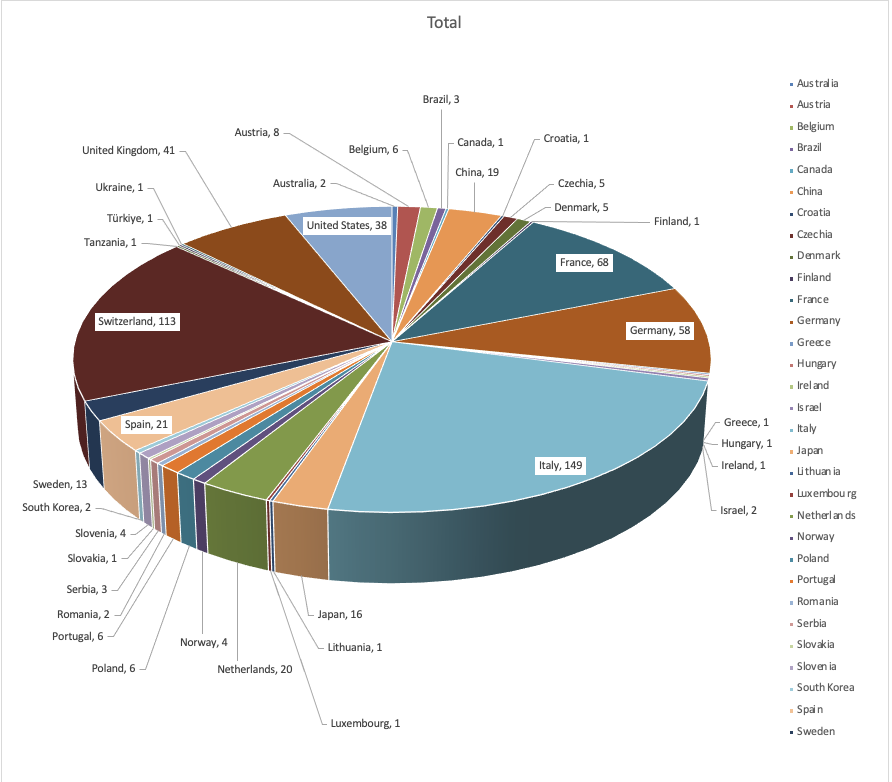 Total
Brazil, 3
Austria, 8
Croatia, 1
Canada, 1
United Kingdom, 41
Belgium, 6
China, 19
Australia, 2
Czechia, 5
Ukraine, 1
Denmark, 5
Türkiye, 1
Finland, 1
United States, 38
Tanzania, 1
France, 68
Switzerland, 113
Germany, 58
Spain, 21
Greece, 1
Hungary, 1
Italy, 149
Ireland, 1
Sweden, 13
South Korea, 2
Israel, 2
Slovenia, 4
Slovakia, 1
Serbia, 3
Romania, 2
Japan, 16
Portugal, 6
Norway, 4
Lithuania, 1
Poland, 6
Netherlands, 20
Luxembourg, 1
Australia
Austria
Belgium
Brazil
Canada
China
Croatia
Czechia
Denmark
Finland
France
Germany
Greece
Hungary
Ireland
Israel
Italy
Japan
Lithuania
Luxembourg
Netherlands
Norway
Poland
Portugal
Romania
Serbia
Slovakia
Slovenia
South Korea
Spain
Sweden